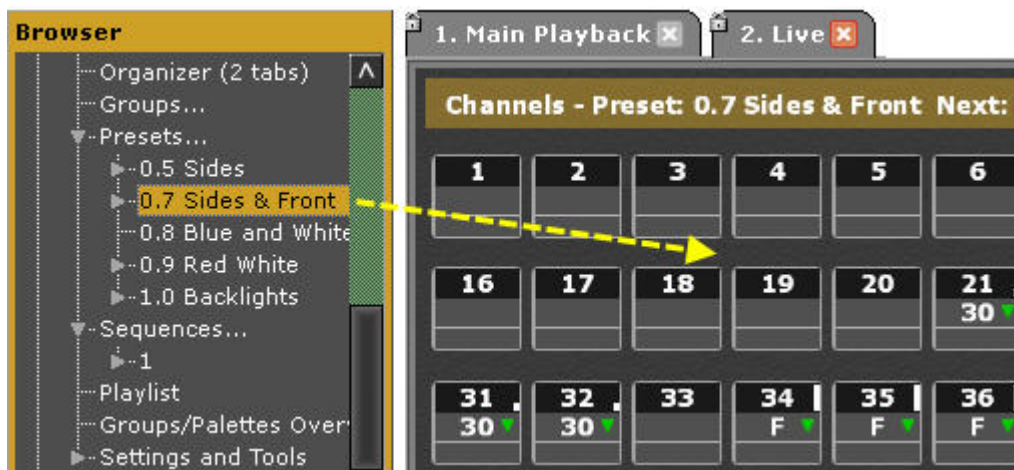 Browser
Organizer (2 tabs)
Groups...
Presets...
0.5 Sides
0.7 Sides & Front
0.8 Blue and White
0.9 Red White
1.0 Backlights
Sequences...
1
Playlist
Groups/Palettes Over
Settings and Tools
1. Main Playback
2. Live
Channels - Preset: 0.7 Sides & Front Next:
1 2 3 4 5 6
16 17 18 19 20 21
30
31 32 33 34 35 36
30 30 F F F